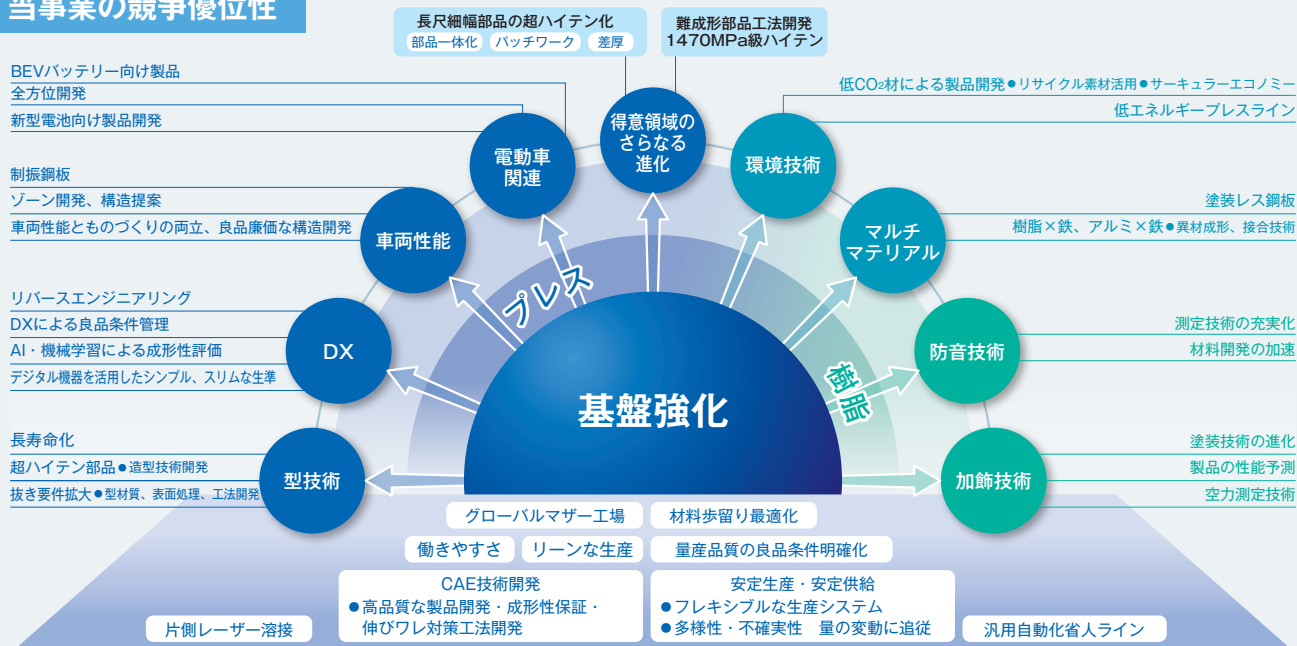 当事業の競争優位性
長尺細幅部品の超ハイテン化
部品一体化 パッチワーク 差厚
難成形部品工法開発
1470MPa級ハイテン
BEVバッテリー向け製品
全方位開発
新型電池向け製品開発
制振鋼板
ゾーン開発、構造提案
車両性能とものづくりの両立、良品廉価な構造開発
リバースエンジニアリング
DXによる良品条件管理
AI・機械学習による成形性評価
デジタル機器を活用したシンプル、スリムな生準
長寿命化
超ハイテン部品●造型技術開発
抜き要件拡大●型材質、表面処理、工法開発
型技術
DX
車両性能
電動車
関連
得意領域の
さらなる
進化
環境技術
マルチ
マテリアル
防音技術
加飾技術
低CO2材による製品開発●リサイクル素材活用●サーキュラーエコノミー
低エネルギープレスライン
塗装レス鋼板
樹脂×鉄、アルミ×鉄●異材成形、接合技術
測定技術の充実化
材料開発の加速
塗装技術の進化
製品の性能予測
空力測定技術
プレス
樹脂
基盤強化
グローバルマザー工場
材料歩留り最適化
働きやすさ
リーンな生産
量産品質の良品条件明確化
CAE技術開発
●高品質な製品開発・成形性保証・
伸びワレ対策工法開発
安定生産・安定供給
●フレキシブルな生産システム
●多様性・不確実性 量の変動に追従
片側レーザー溶接
汎用自動化省人ライン